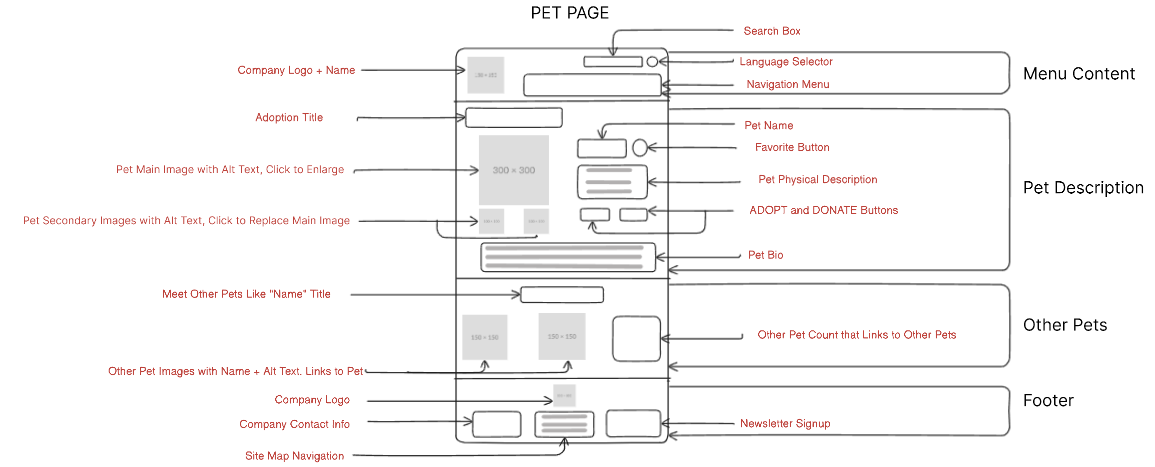 PET PAGE
Search Box
Language Selector
Company Logo + Name
Navigation Menu
Menu Content
Adoption Title
Pet Name
Favorite Button
Pet Main Image with Alt Text, Click to Enlarge
300 × 300
Pet Physical Description
Pet Description
Pet Secondary Images with Alt Text, Click to Replace Main Image
ADOPT and DONATE Buttons
Pet Bio
Meet Other Pets Like "Name" Title
Other Pets
150 × 150
150 × 150
Other Pet Count that Links to Other Pets
Other Pet Images with Name + Alt Text. Links to Pet
Company Logo
Footer
Company Contact Info
Newsletter Signup
Site Map Navigation